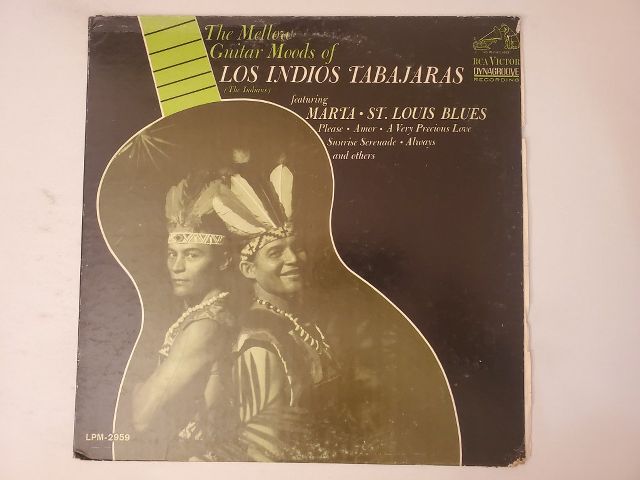 The Mellow
Guitar Moods of
LOS INDIOS TABAJARAS
(The Indians)
featuring
MARTA • ST. LOUIS BLUES
Please • Amor • A Very Precious Love
Sunrise Serenade • Always
and others
RCA VICTOR
DYNAGROOVE
RECORDING
LPM-2959